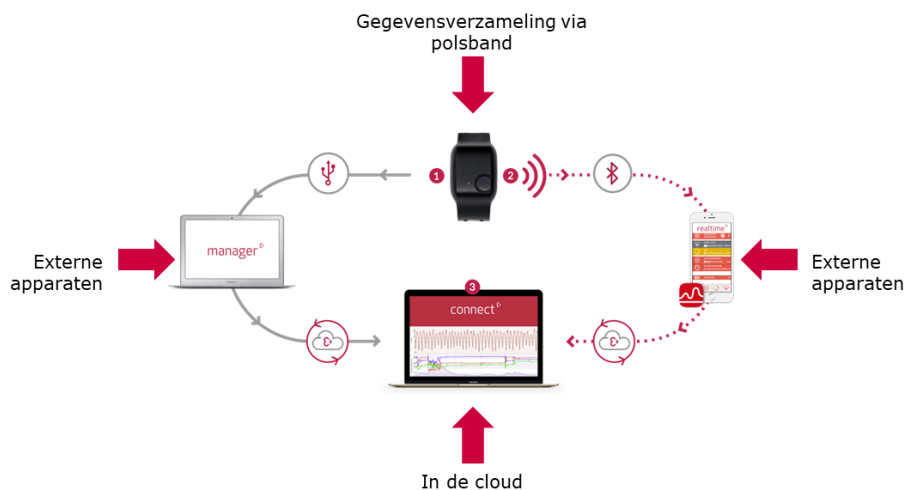 Gegevensverzameling via
polsband
1
2
manager
realtime
Externe
apparaten
Externe
apparaten
3
connect
In de cloud